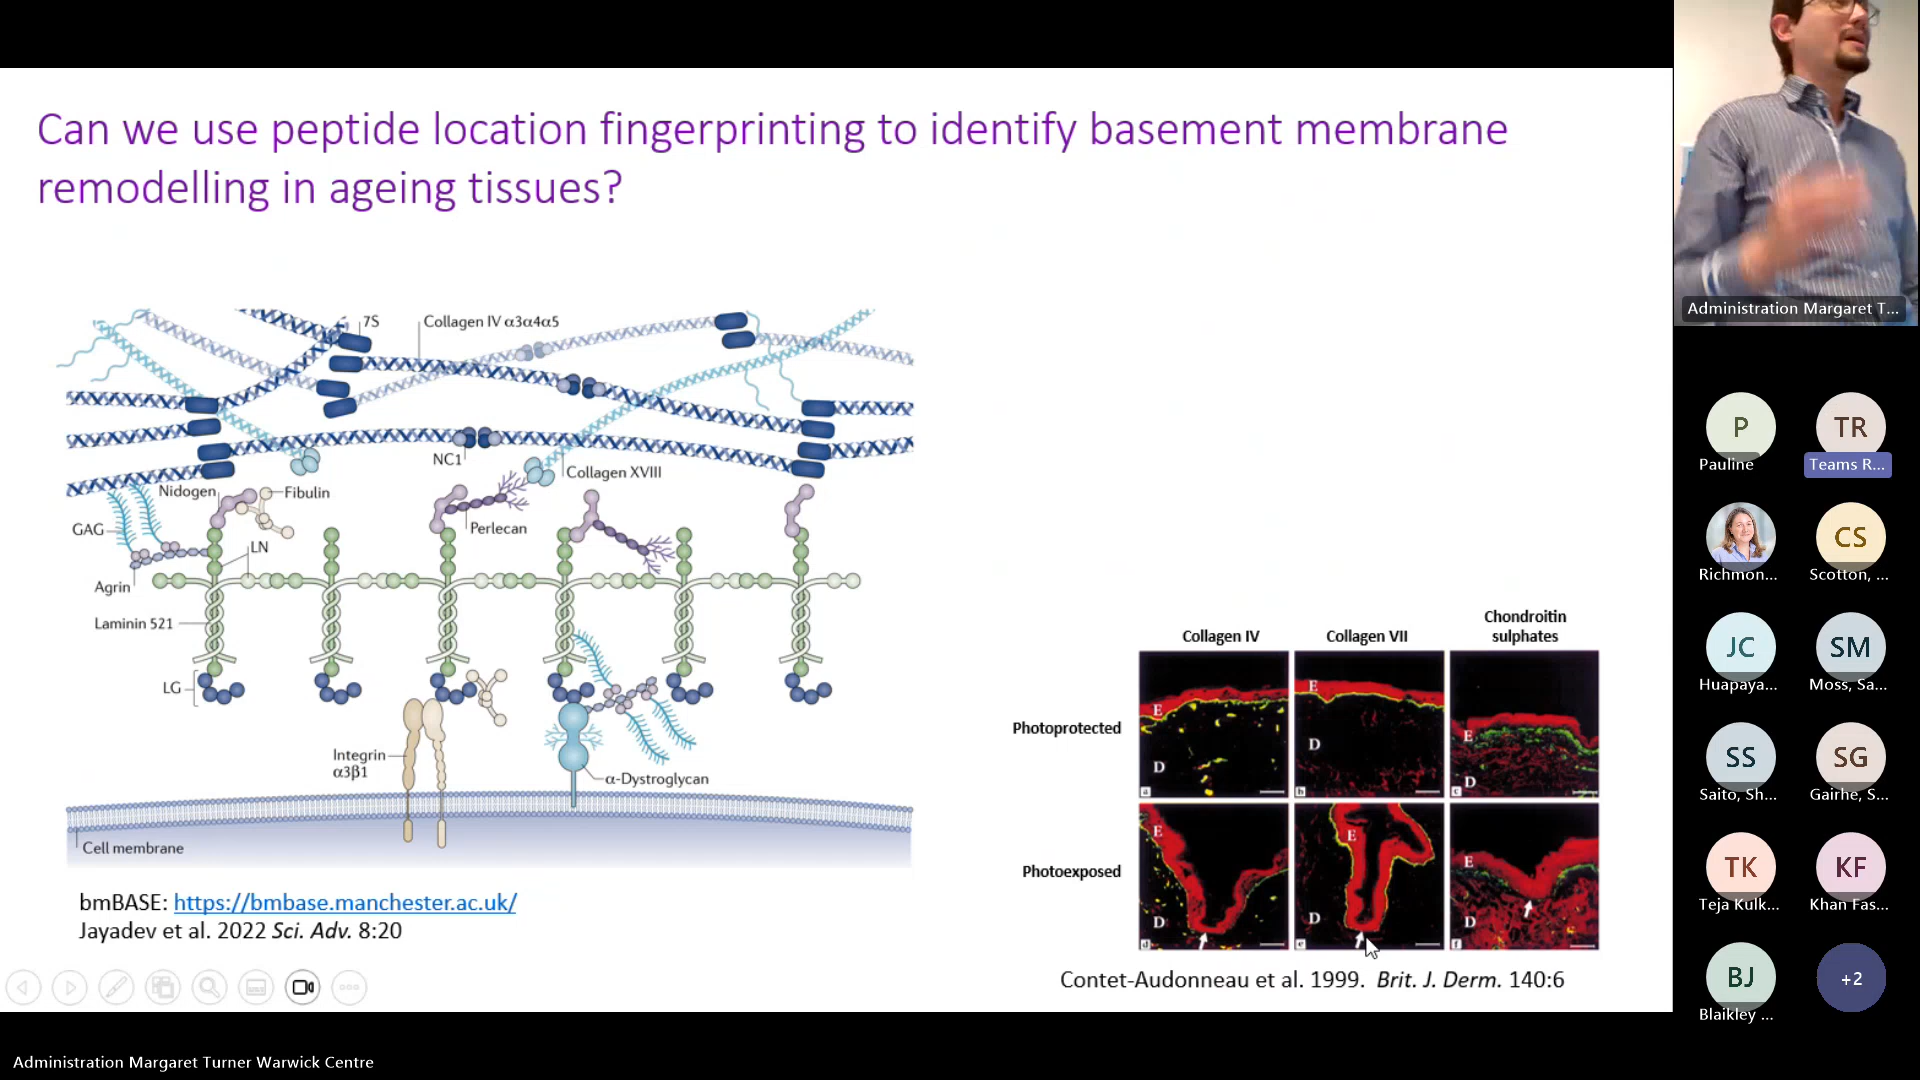 Can we use peptide location fingerprinting to identify basement membrane
remodelling in ageing tissues?
7S
Collagen IV α3α4α5
NC1
Collagen XVIII
Nidogen
Fibulin
GAG
Perlecan
LN
Agrin
Laminin 521
LG
Integrin
α3β1
α-Dystroglycan
Cell membrane
bmBASE: https://bmbase.manchester.ac.uk/
Jayadev et al. 2022 Sci. Adv. 8:20
Collagen IV
Collagen VII
Chondroitin
sulphates
Photoprotected
E
D
a
E
D
b
E
D
c
Photoexposed
E
D
d
E
D
e
E
D
f
Contet-Audonneau et al. 1999. Brit. J. Derm. 140:6
Administration Margaret T...
P
Pauline
TR
Teams R...
Richmon...
CS
Scotton, ...
JC
Huapaya...
SM
Moss, Sa...
SS
Saito, Sh...
SG
Gairhe, S...
TK
Teja Kulk...
KF
Khan Fas...
BJ
Blaikley ...
+2
Administration Margaret Turner Warwick Centre